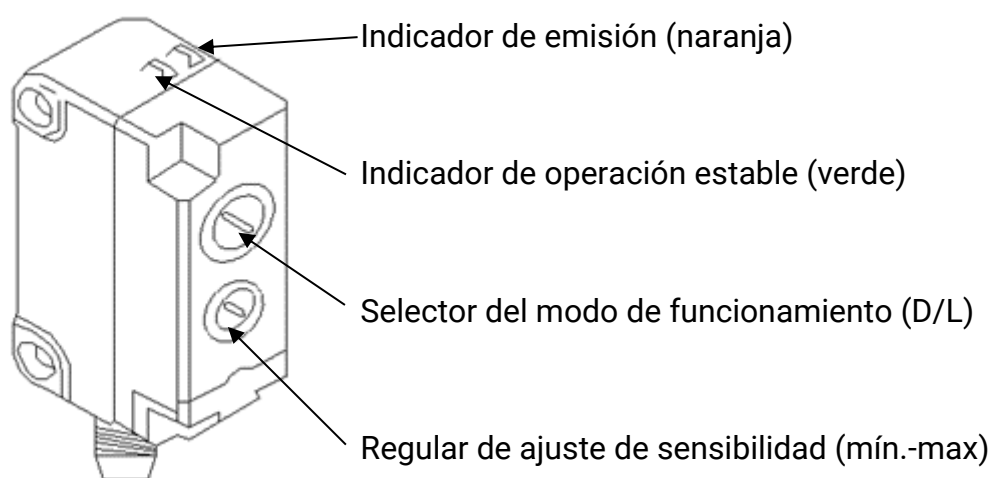 Indicador de emisión (naranja)
Indicador de operación estable (verde)
Selector del modo de funcionamiento (D/L)
Regular de ajuste de sensibilidad (mín.-max)